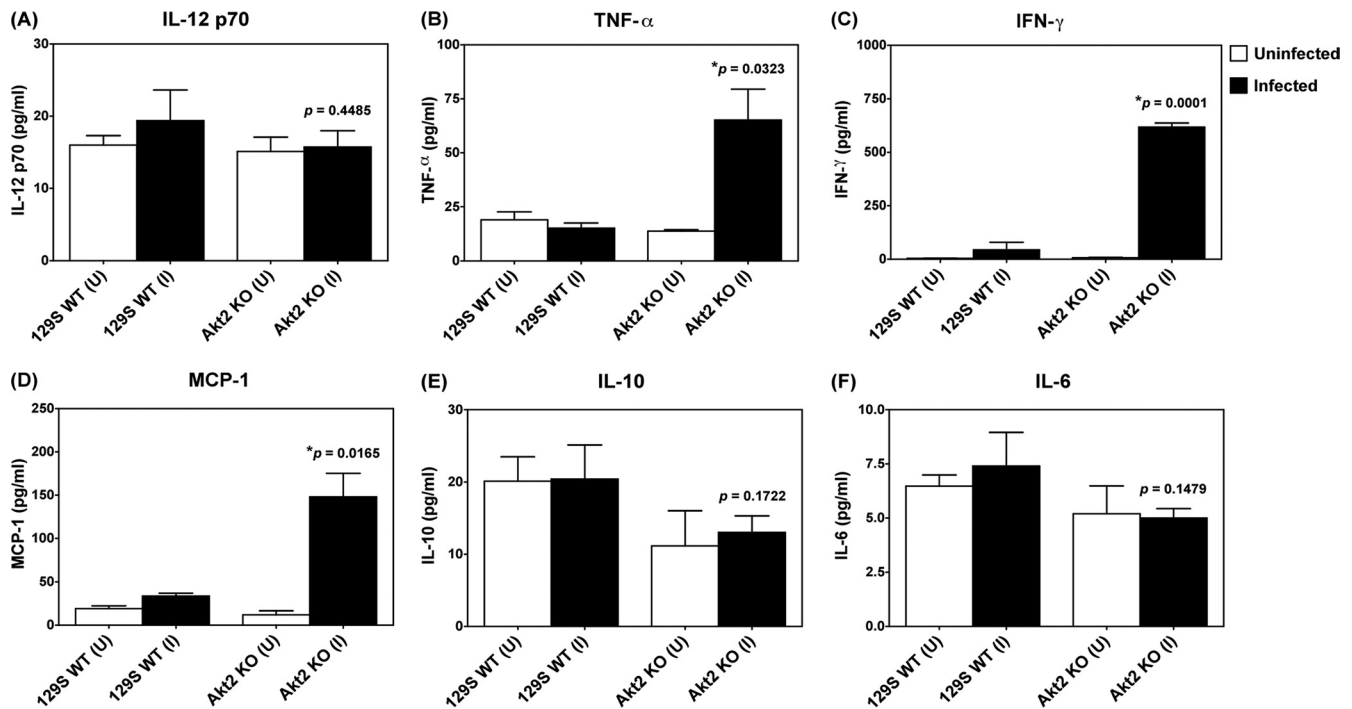 (A) IL-12 p70
IL-12 p70 (pg/ml)
30
20
10
0
p = 0.4485
129S WT (U)
129S WT (I)
Akt2 KO (U)
Akt2 KO (I)
(B) TNF-α
TNF-α (pg/ml)
100
75
50
25
0
*p = 0.0323
129S WT (U)
129S WT (I)
Akt2 KO (U)
Akt2 KO (I)
(C) IFN-γ
IFN-γ (pg/ml)
1000
750
500
250
0
*p = 0.0001
129S WT (U)
129S WT (I)
Akt2 KO (U)
Akt2 KO (I)
Uninfected
Infected
(D) MCP-1
MCP-1 (pg/ml)
250
200
150
100
50
0
*p = 0.0165
129S WT (U)
129S WT (I)
Akt2 KO (U)
Akt2 KO (I)
(E) IL-10
IL-10 (pg/ml)
30
20
10
0
p = 0.1722
129S WT (U)
129S WT (I)
Akt2 KO (U)
Akt2 KO (I)
(F) IL-6
IL-6 (pg/ml)
10.0
7.5
5.0
2.5
0.0
p = 0.1479
129S WT (U)
129S WT (I)
Akt2 KO (U)
Akt2 KO (I)